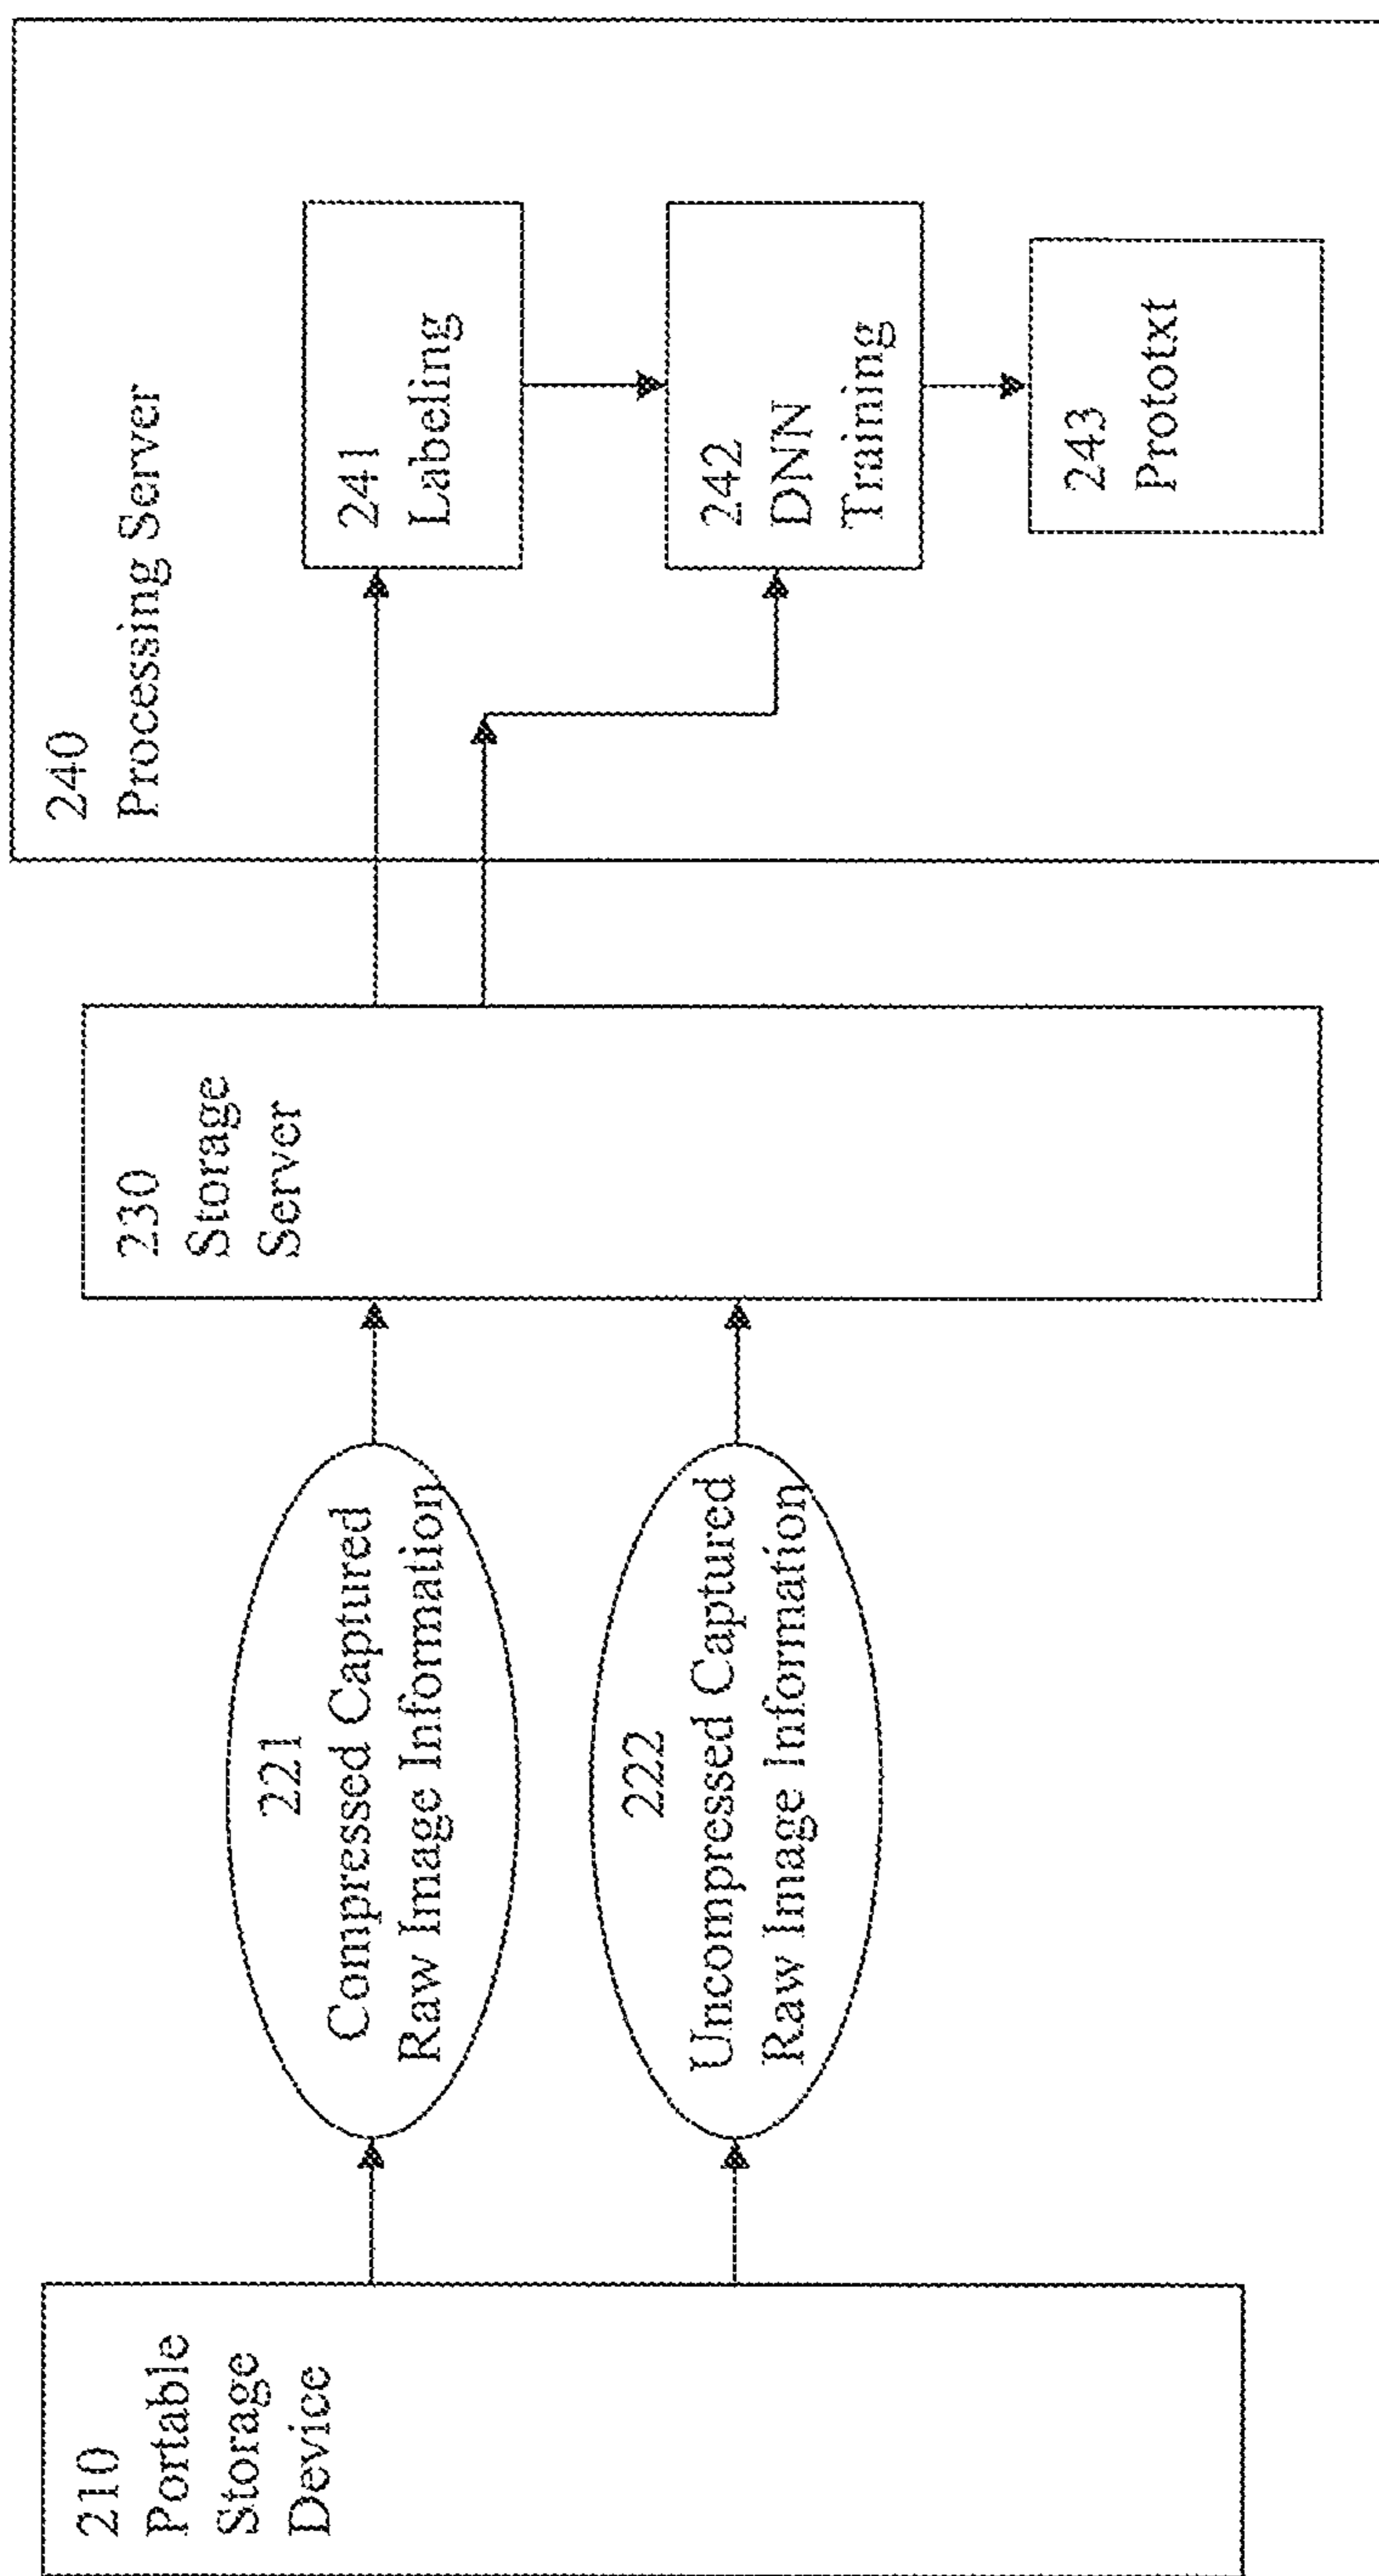 210
Portable
Storage
Device
221
Compressed Captured
Raw Image Information
222
Uncompressed Captured
Raw Image Information
230
Storage
Server
240
Processing Server
241
Labeling
242
DNN
Training
243
Prototxt